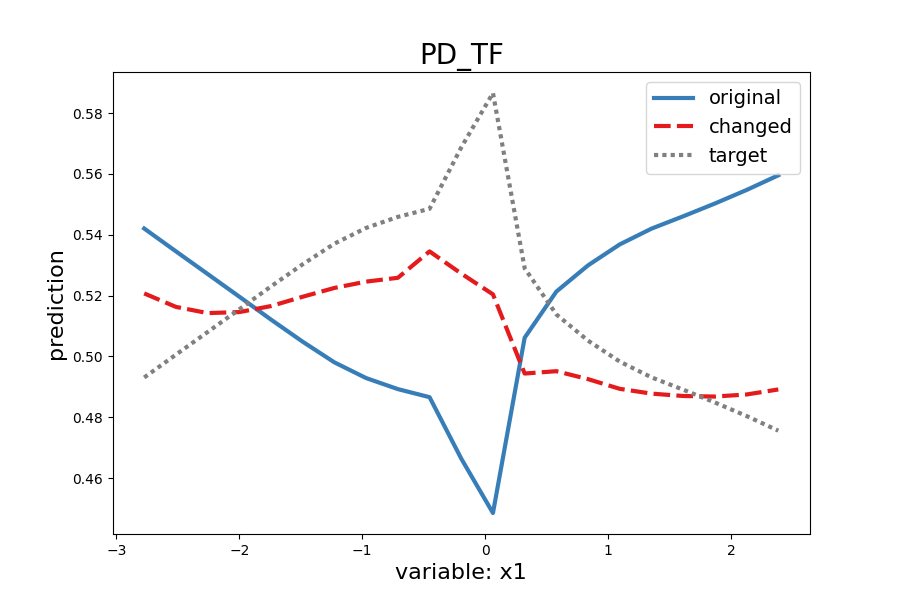 PD_TF
original
changed
target
0.58
0.56
0.54
0.52
0.50
0.48
0.46
prediction
−3
−2
−1
0
1
2
variable: x1